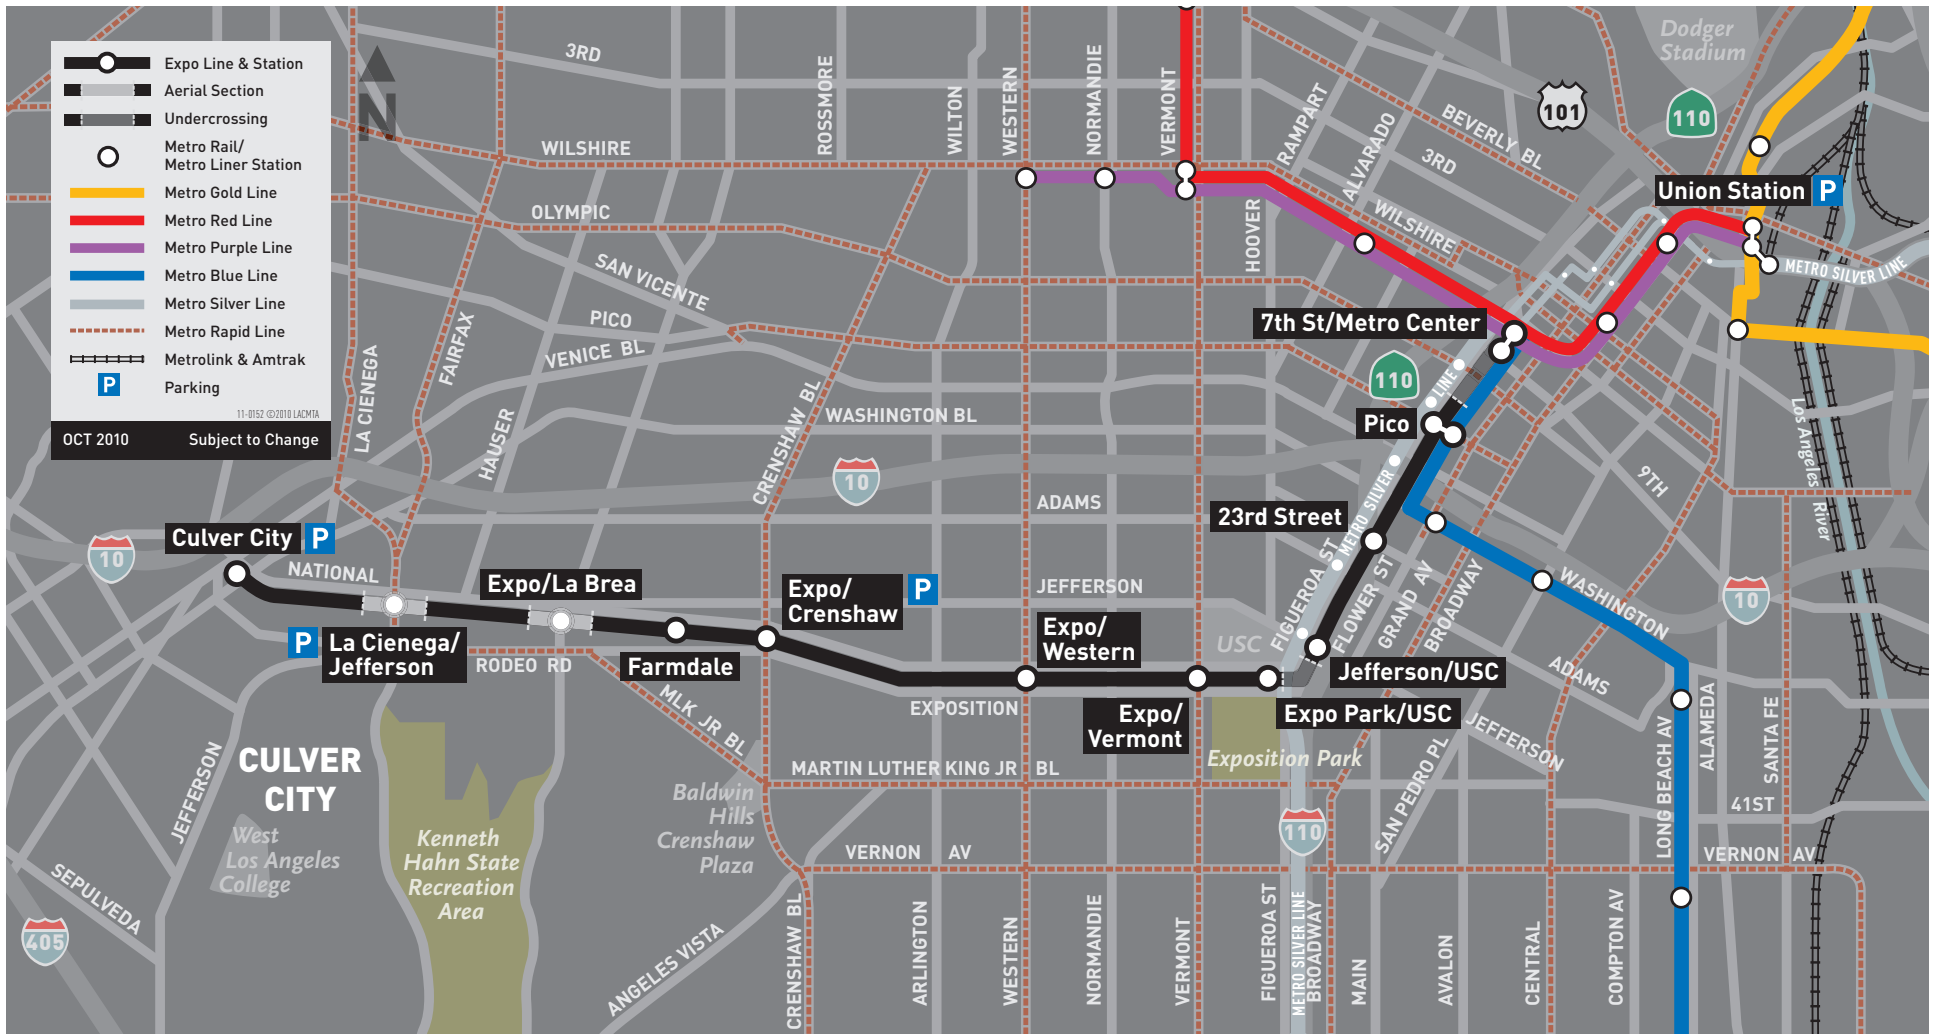 Expo Line & Station
Aerial Section
Undercrossing
Metro Rail/
Metro Liner Station
Metro Gold Line
Metro Red Line
Metro Purple Line
Metro Blue Line
Metro Silver Line
Metro Rapid Line
Metrolink & Amtrak
P
Parking
11-0152 ©2010 LACMTA
OCT 2010
Subject to Change
N
3RD
ROSSMORE
WILTON
WESTERN
NORMANDIE
VERMONT
RAMPART
ALVARADO
BEVERLY BL
3RD
101
110
Dodger
Stadium
WILSHIRE
WILSHIRE
Union Station
P
METRO SILVER LINE
OLYMPIC
HOOVER
SAN VICENTE
PICO
VENICE BL
FAIRFAX
LA CIENEGA
HAUSER
CRENSHAW BL
WASHINGTON BL
7th St/Metro Center
110
LINE
Pico
METRO SILVER
10
ADAMS
9TH
Los Angeles River
23rd Street
Culver City
P
10
NATIONAL
Expo/La Brea
Expo/
Crenshaw
P
JEFFERSON
FIGUEROA ST
FLOWER ST
GRAND AV
BROADWAY
WASHINGTON
10
P
La Cienega/
Jefferson
RODEO RD
Farmdale
Expo/
Western
USC
Jefferson/USC
ADAMS
MLK JR BL
EXPOSITION
Expo/
Vermont
Expo Park/USC
JEFFERSON
Exposition Park
MARTIN LUTHER KING JR BL
SAN PEDRO PL
LONG BEACH AV
ALAMEDA
SANTA FE
41ST
CULVER
CITY
JEFFERSON
West
Los Angeles
College
Kenneth
Hahn State
Recreation
Area
Baldwin
Hills
Crenshaw
Plaza
110
VERNON AV
VERNON AV
SEPULVEDA
405
ANGELES VISTA
CRENSHAW BL
ARLINGTON
WESTERN
NORMANDIE
VERMONT
FIGUEROA ST
METRO SILVER LINE
BROADWAY
MAIN
AVALON
CENTRAL
COMPTON AV